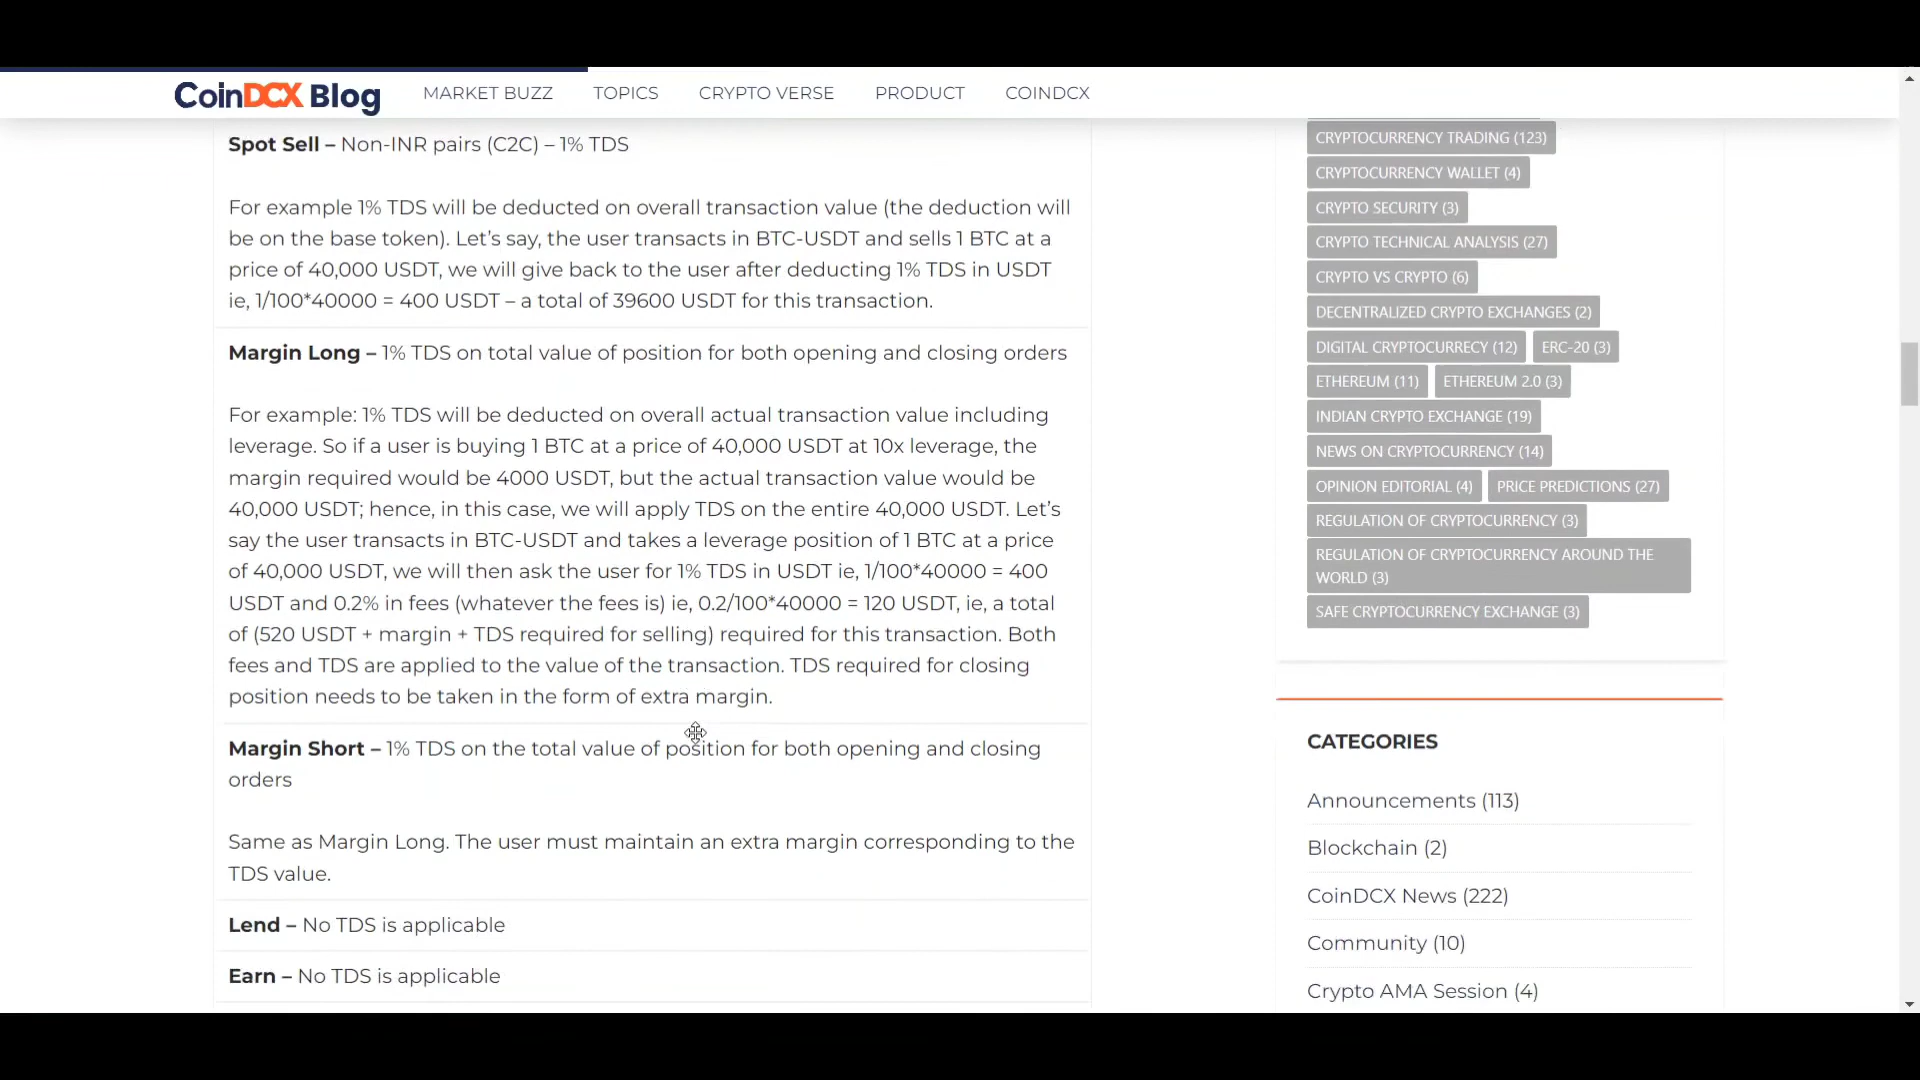 CoinDCX Blog
MARKET BUZZ
TOPICS
CRYPTO VERSE
PRODUCT
COINDCX
Spot Sell – Non-INR pairs (C2C) – 1% TDS
For example 1% TDS will be deducted on overall transaction value (the deduction will
be on the base token). Let’s say, the user transacts in BTC-USDT and sells 1 BTC at a
price of 40,000 USDT, we will give back to the user after deducting 1% TDS in USDT
ie, 1/100*40000 = 400 USDT – a total of 39600 USDT for this transaction.
Margin Long – 1% TDS on total value of position for both opening and closing orders
For example: 1% TDS will be deducted on overall actual transaction value including
leverage. So if a user is buying 1 BTC at a price of 40,000 USDT at 10x leverage, the
margin required would be 4000 USDT, but the actual transaction value would be
40,000 USDT; hence, in this case, we will apply TDS on the entire 40,000 USDT. Let’s
say the user transacts in BTC-USDT and takes a leverage position of 1 BTC at a price
of 40,000 USDT, we will then ask the user for 1% TDS in USDT ie, 1/100*40000 = 400
USDT and 0.2% in fees (whatever the fees is) ie, 0.2/100*40000 = 120 USDT, ie, a total
of (520 USDT + margin + TDS required for selling) required for this transaction. Both
fees and TDS are applied to the value of the transaction. TDS required for closing
position needs to be taken in the form of extra margin.
Margin Short – 1% TDS on the total value of position for both opening and closing
orders
Same as Margin Long. The user must maintain an extra margin corresponding to the
TDS value.
Lend – No TDS is applicable
Earn – No TDS is applicable
CRYPTOCURRENCY TRADING (123)
CRYPTOCURRENCY WALLET (4)
CRYPTO SECURITY (3)
CRYPTO TECHNICAL ANALYSIS (27)
CRYPTO VS CRYPTO (6)
DECENTRALIZED CRYPTO EXCHANGES (2)
DIGITAL CRYPTOCURRECY (12) ERC-20 (3)
ETHEREUM (11) ETHEREUM 2.0 (3)
INDIAN CRYPTO EXCHANGE (19)
NEWS ON CRYPTOCURRENCY (14)
OPINION EDITORIAL (4) PRICE PREDICTIONS (27)
REGULATION OF CRYPTOCURRENCY (3)
REGULATION OF CRYPTOCURRENCY AROUND THE
WORLD (3)
SAFE CRYPTOCURRENCY EXCHANGE (3)
CATEGORIES
Announcements (113)
Blockchain (2)
CoinDCX News (222)
Community (10)
Crypto AMA Session (4)